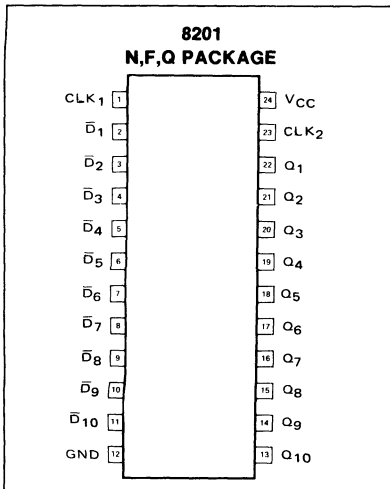 8201
N,F,Q PACKAGE
CLK₁ 1 24 VCC
D̅₁ 2 23 CLK₂
D̅₂ 3 22 Q₁
D̅₃ 4 21 Q₂
D̅₄ 5 20 Q₃
D̅₅ 6 19 Q₄
D̅₆ 7 18 Q₅
D̅₇ 8 17 Q₆
D̅₈ 9 16 Q₇
D̅₉ 10 15 Q₈
D̅₁₀ 11 14 Q₉
GND 12 13 Q₁₀